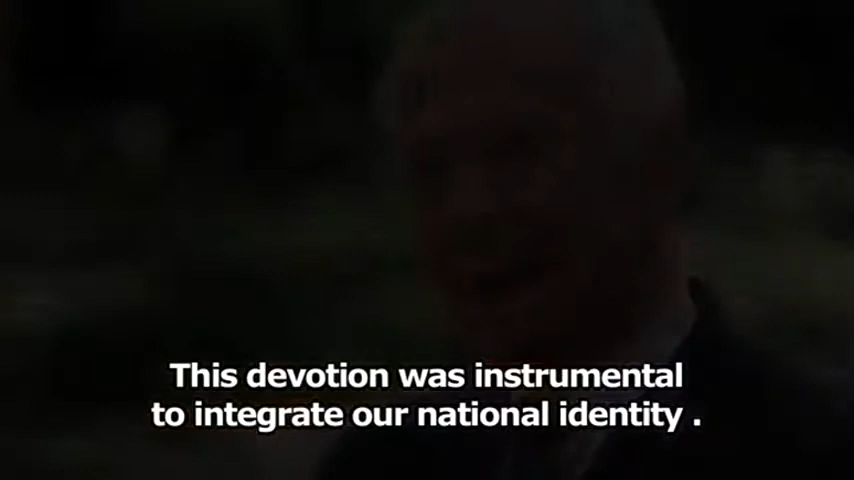 This devotion was instrumental
to integrate our national identity .